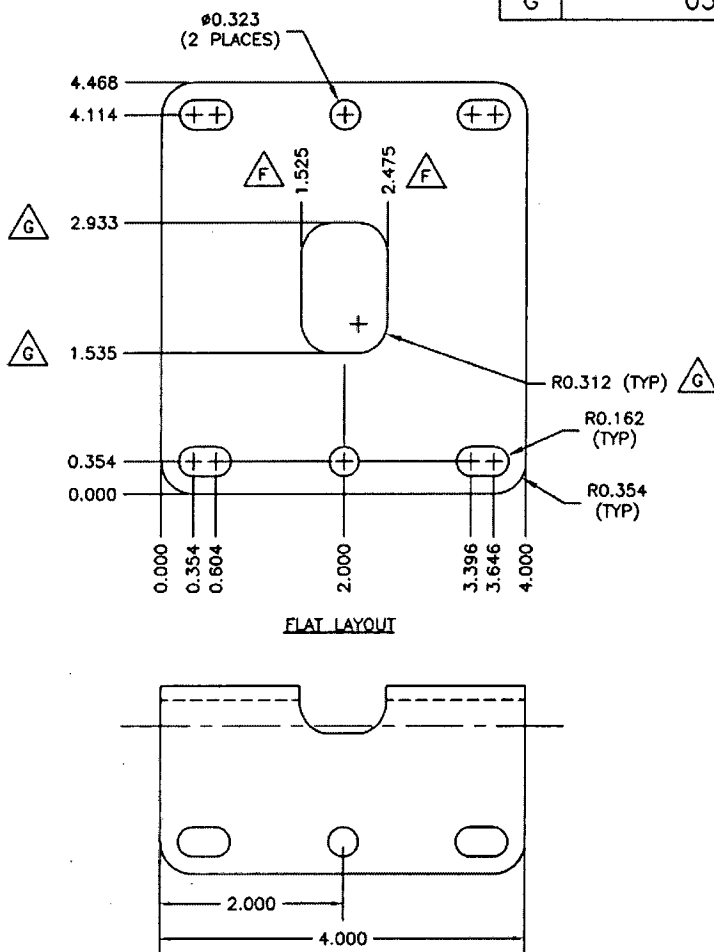 G
ø0.323
(2 PLACES)
4.468
4.114
F
1.525
2.475
F
G
2.933
G
1.535
R0.312 (TYP)
G
R0.162
(TYP)
0.354
0.000
R0.354
(TYP)
0.000
0.354
0.604
2.000
3.396
3.646
4.000
FLAT LAYOUT
2.000
4.000